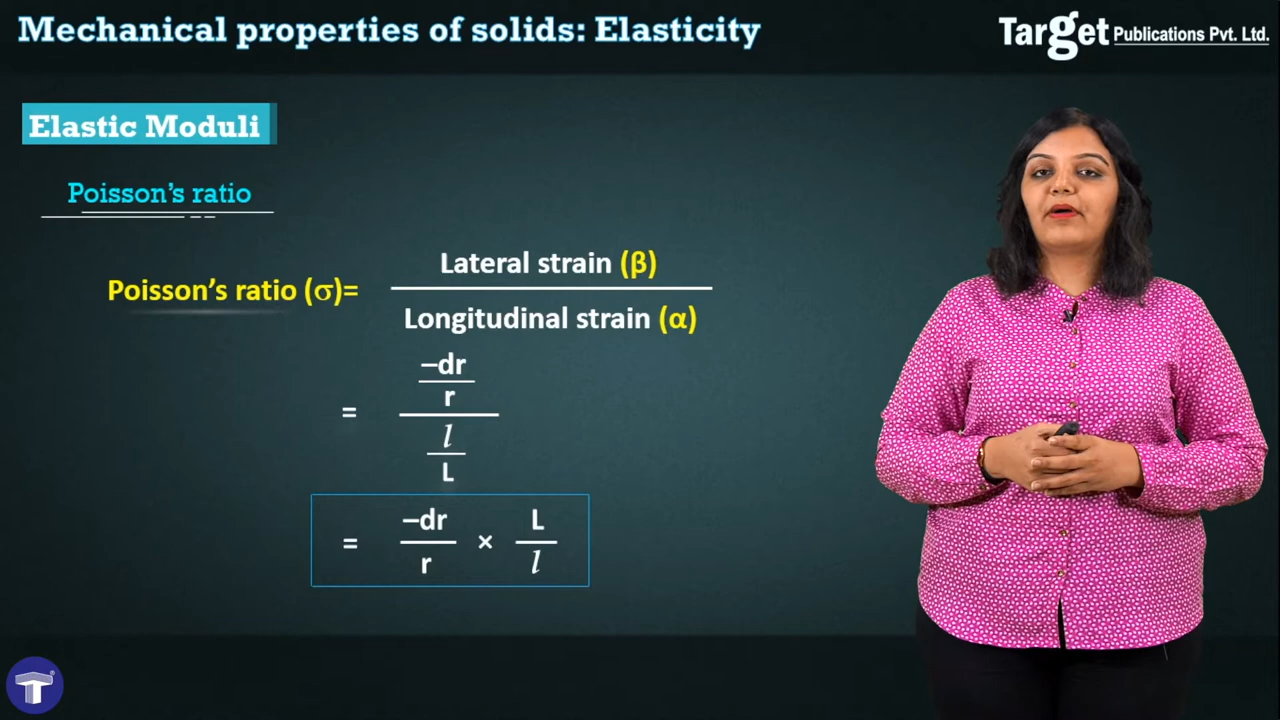 Mechanical properties of solids: Elasticity
Target Publications Pvt. Ltd.
Elastic Moduli
Poisson's ratio
Poisson's ratio (σ)=
Lateral strain (β)
Longitudinal strain (α)
=
–dr
r
l
L
=
–dr
r
×
L
l
T